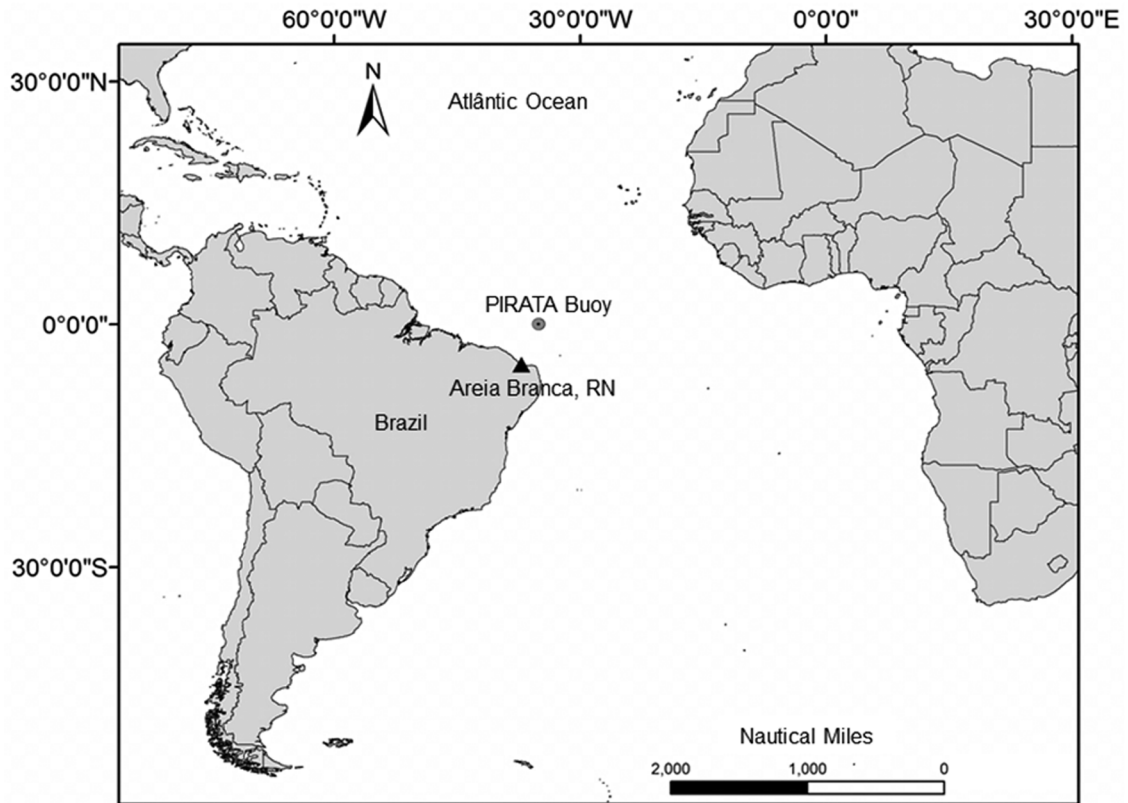 60°0'0"W 30°0'0"W 0°0'0" 30°0'0"E
30°0'0"N
N
Atlântic Ocean
PIRATA Buoy
0°0'0"
Areia Branca, RN
Brazil
30°0'0"S
Nautical Miles
2,000 1,000 0